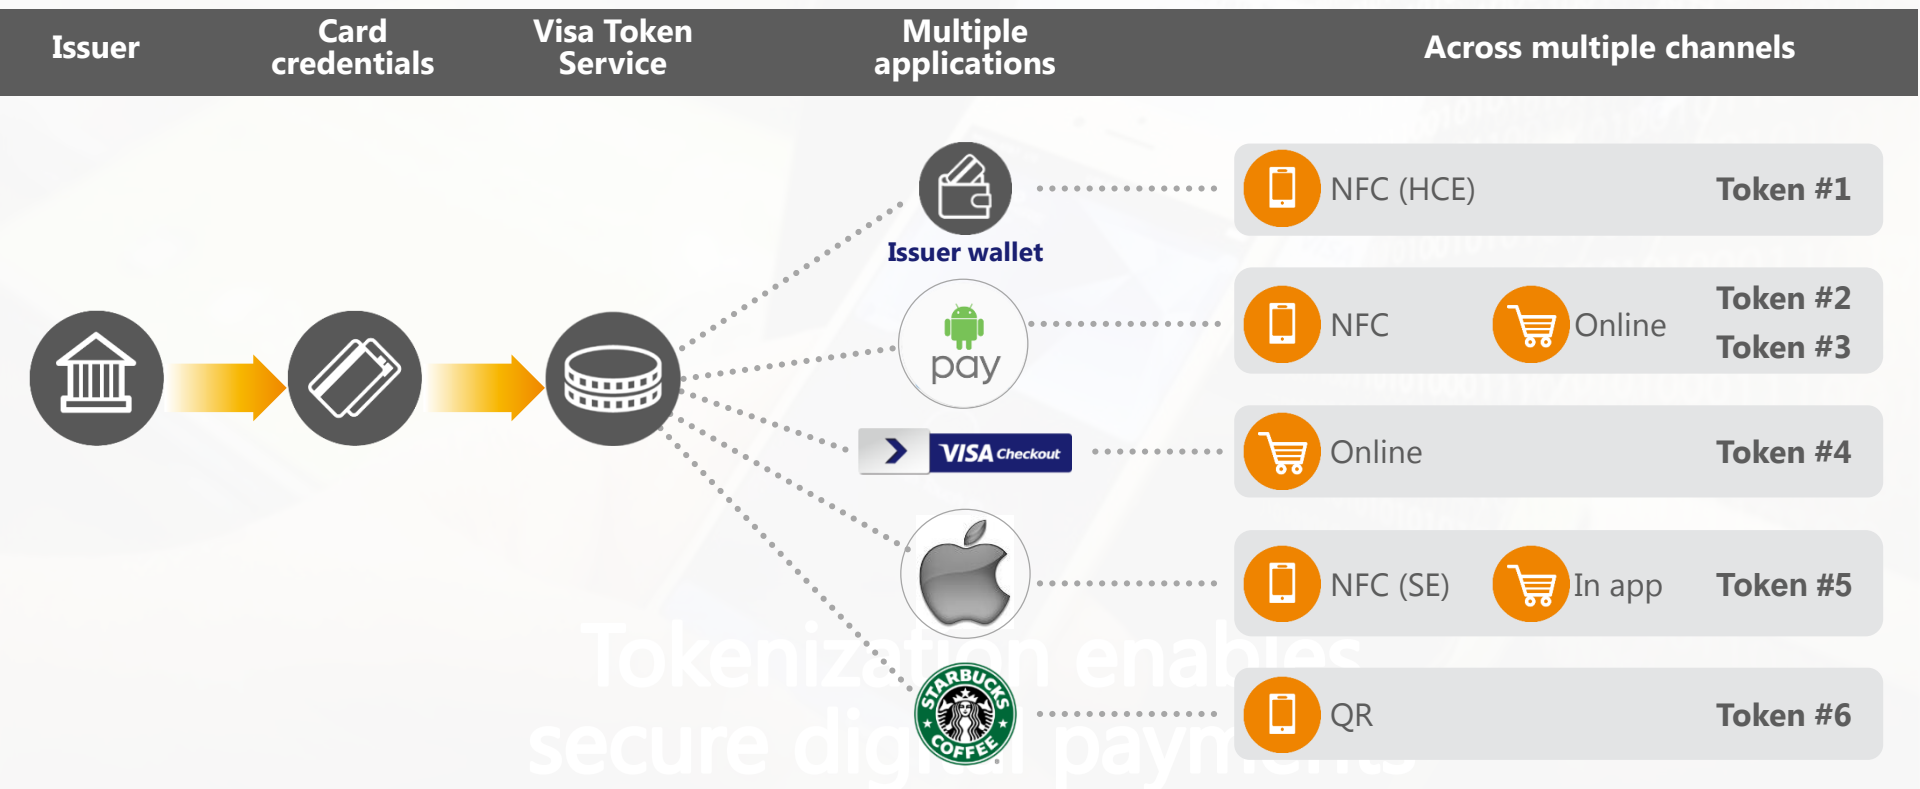 Issuer
Card
credentials
Visa Token
Service
Multiple
applications
Across multiple channels
Issuer wallet
NFC (HCE)
Token #1
pay
NFC
Online
Token #2
Token #3
VISA Checkout
Online
Token #4
NFC (SE)
In app
Token #5
STARBUCKS
COFFEE
QR
Token #6
Tokenization enables
secure digital payments